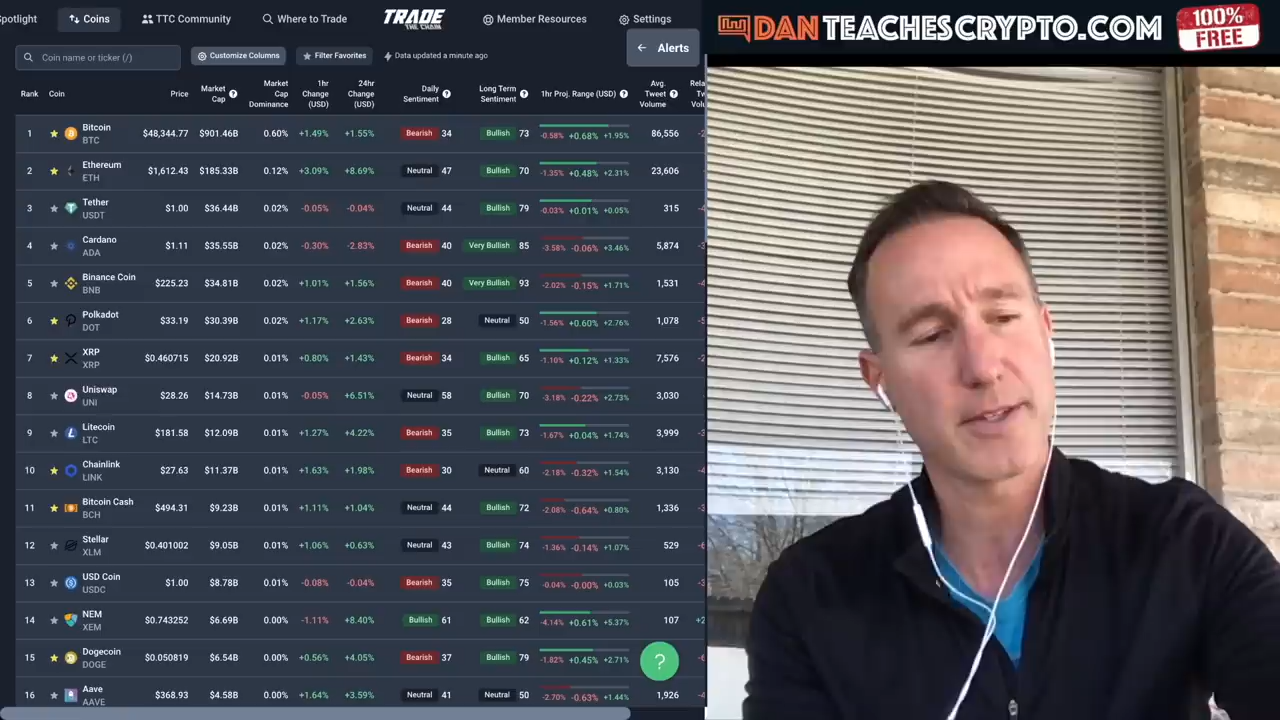 Spotlight
Coins
TTC Community
Where to Trade
TRADE
THE CHAIN
Member Resources
Settings
DANTEACHESCRYPTO.COM
100%
FREE
Coin name or ticker (/)
Customize Columns
Filter Favorites
Data updated a minute ago
Alerts
Rank Coin Price Market Cap ? Market Cap Dominance 1hr Change (USD) 24hr Change (USD) Daily Sentiment ? Long Term Sentiment ? 1hr Proj. Range (USD) ? Avg. Tweet Volume ?
1 Bitcoin BTC $48,344.77 $901.46B 0.60% +1.49% +1.55% Bearish 34 Bullish 73 -0.58% +0.68% +1.95% 86,556
2 Ethereum ETH $1,612.43 $185.33B 0.12% +3.09% +8.69% Neutral 47 Bullish 70 -1.35% +0.48% +2.31% 23,606
3 Tether USDT $1.00 $36.44B 0.02% -0.05% -0.04% Neutral 44 Bullish 79 -0.03% +0.01% +0.05% 315
4 Cardano ADA $1.11 $35.55B 0.02% -0.30% -2.83% Bearish 40 Very Bullish 85 -3.58% -0.06% +3.46% 5,874
5 Binance Coin BNB $225.23 $34.81B 0.02% +1.01% +1.56% Bearish 40 Very Bullish 93 -2.02% -0.15% +1.71% 1,531
6 Polkadot DOT $33.19 $30.39B 0.02% +1.17% +2.63% Bearish 28 Neutral 50 -1.56% +0.60% +2.76% 1,078
7 XRP XRP $0.460715 $20.92B 0.01% +0.80% +1.43% Bearish 34 Bullish 65 -1.10% +0.12% +1.33% 7,576
8 Uniswap UNI $28.26 $14.73B 0.01% -0.05% +6.51% Neutral 58 Bullish 70 -3.18% -0.22% +2.73% 3,030
9 Litecoin LTC $181.58 $12.09B 0.01% +1.27% +4.22% Bearish 35 Bullish 73 -1.67% +0.04% +1.74% 3,999
10 Chainlink LINK $27.63 $11.37B 0.01% +1.63% +1.98% Bearish 30 Neutral 60 -2.18% -0.32% +1.54% 3,130
11 Bitcoin Cash BCH $494.31 $9.23B 0.01% +1.11% +1.04% Neutral 44 Bullish 72 -2.08% -0.64% +0.80% 1,336
12 Stellar XLM $0.401002 $9.05B 0.01% +1.06% +0.63% Neutral 43 Bullish 74 -1.36% -0.14% +1.07% 529
13 USD Coin USDC $1.00 $8.78B 0.01% -0.08% -0.04% Bearish 35 Bullish 75 -0.04% -0.00% +0.03% 105
14 NEM XEM $0.743252 $6.69B 0.01% -1.11% +8.40% Bullish 61 Bullish 62 -4.14% +0.61% +5.37% 107
15 Dogecoin DOGE $0.050819 $6.54B 0.00% +0.56% +4.05% Bearish 37 Bullish 79 -1.82% +0.45% +2.71%
16 Aave AAVE $368.93 $4.58B 0.00% +1.64% +3.59% Neutral 41 Neutral 50 -2.70% -0.63% +1.44% 1,926
?